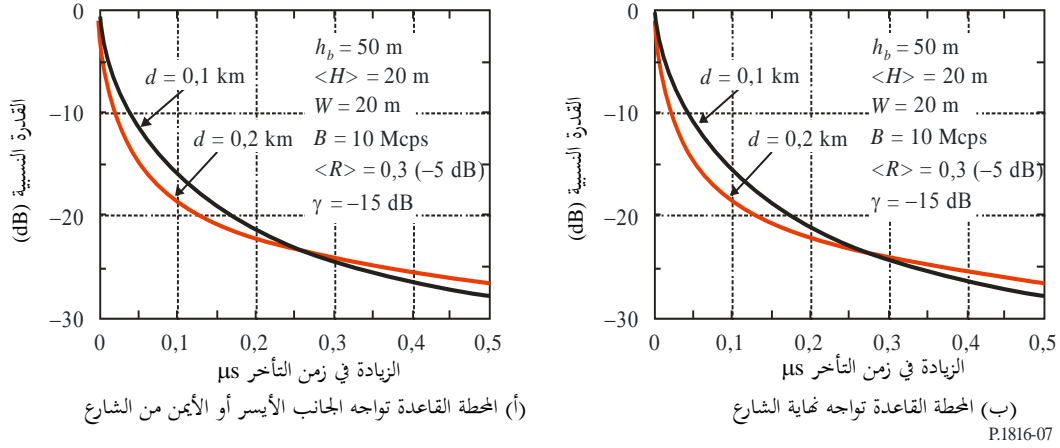 القدرة النسبية (dB)
0
−10
−20
−30
h_b = 50 m
<H> = 20 m
W = 20 m
B = 10 Mcps
<R> = 0,3 (−5 dB)
γ = −15 dB
d = 0,1 km
d = 0,2 km
0 0,1 0,2 0,3 0,4 0,5
الزيادة في زمن التأخر μs
(أ) المحطة القاعدة تواجه الجانب الأيسر أو الأيمن من الشارع
القدرة النسبية (dB)
0
−10
−20
−30
h_b = 50 m
<H> = 20 m
W = 20 m
B = 10 Mcps
<R> = 0,3 (−5 dB)
γ = −15 dB
d = 0,1 km
d = 0,2 km
0 0,1 0,2 0,3 0,4 0,5
الزيادة في زمن التأخر μs
(ب) المحطة القاعدة تواجه نهاية الشارع
P.1816-07